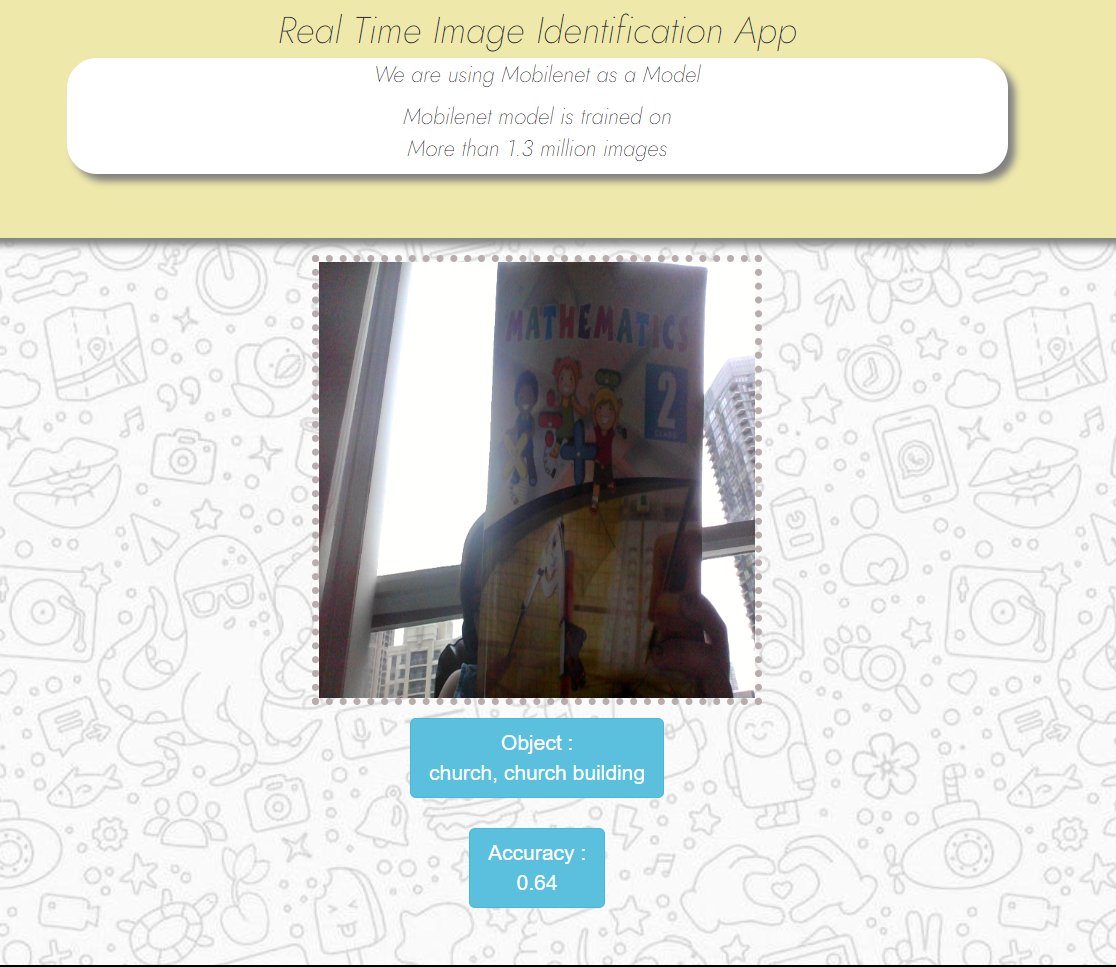 Real Time Image Identification App
We are using Mobilenet as a Model
Mobilenet model is trained on
More than 1.3 million images
MATHEMATICS
2
Object :
church, church building
Accuracy :
0.64